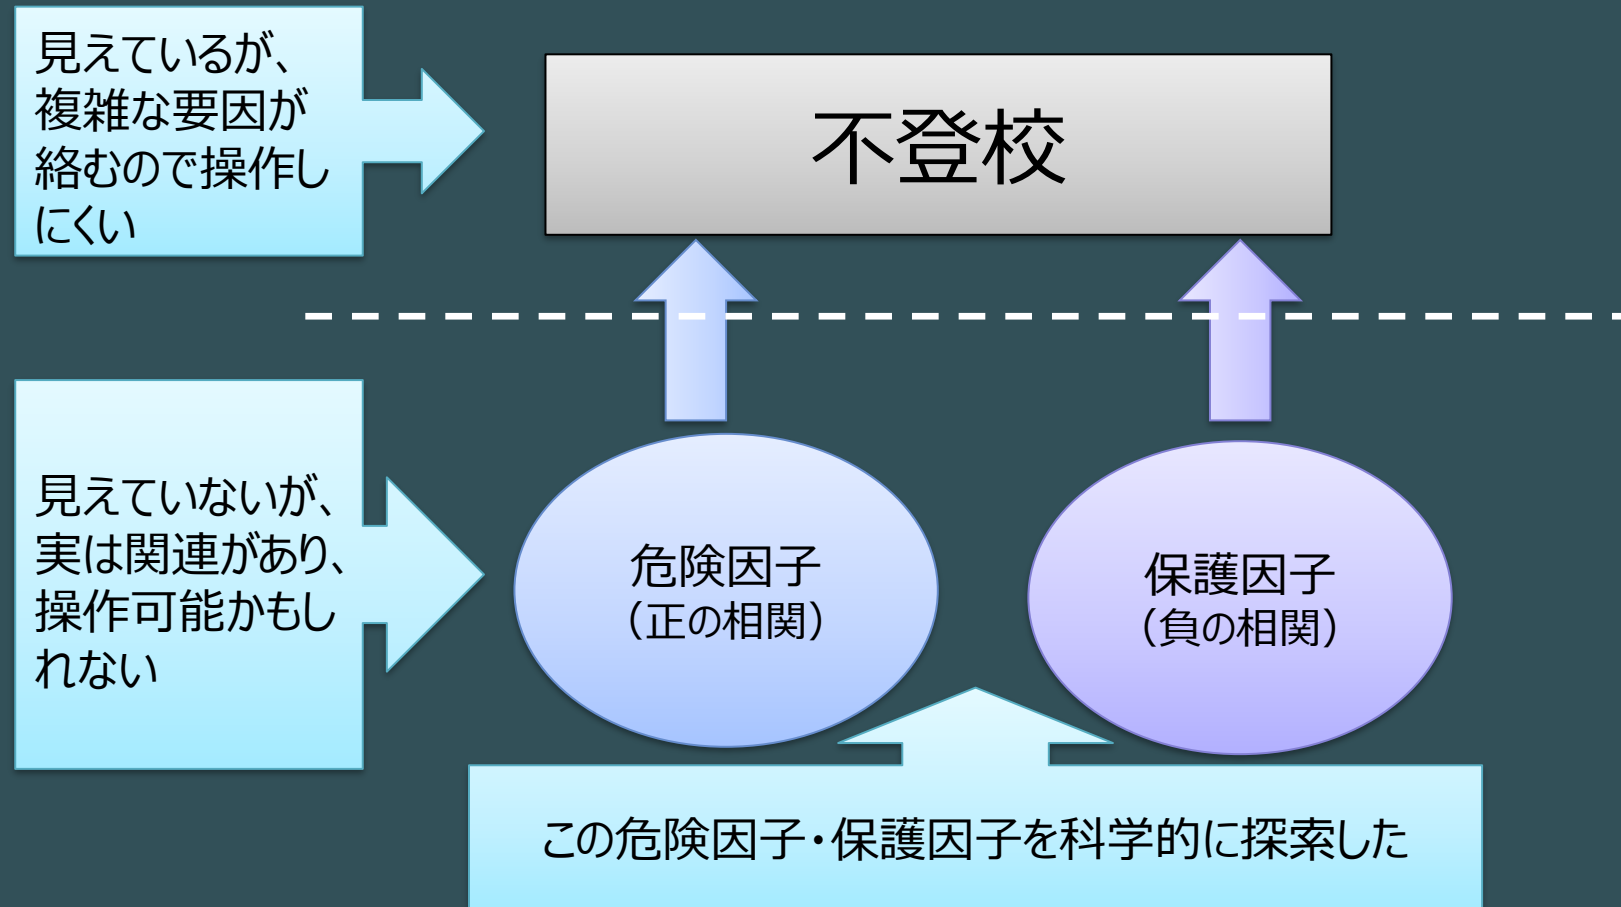 見えているが、
複雑な要因が
絡むので操作し
にくい
不登校
見えていないが、
実は関連があり、
操作可能かもし
れない
危険因子
（正の相関）
保護因子
（負の相関）
この危険因子・保護因子を科学的に探索した